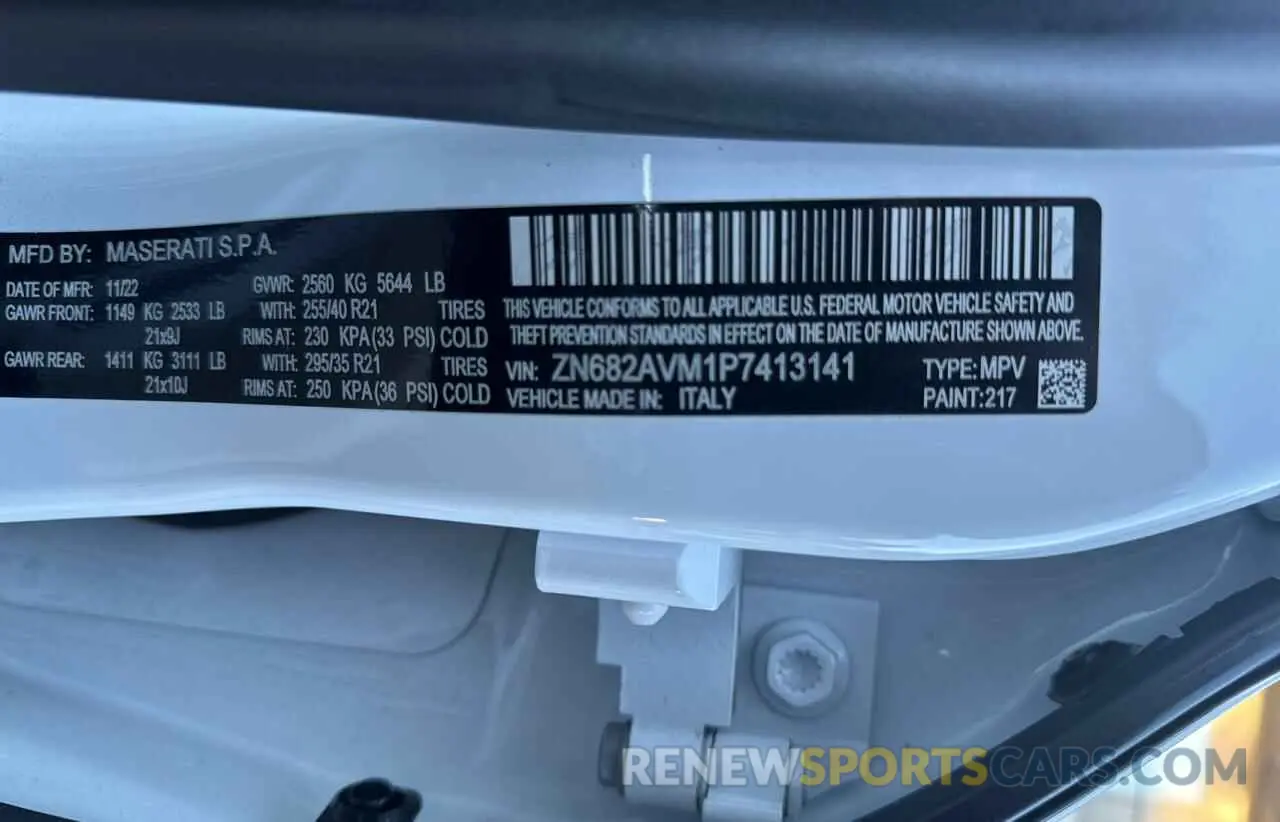 MFD BY: MASERATI S.P.A.
DATE OF MFR: 11/22 GVWR: 2560 KG 5644 LB
GAWR FRONT: 1149 KG 2533 LB WITH: 255/40 R21 TIRES
21x9J RIMS AT: 230 KPA(33 PSI) COLD
GAWR REAR: 1411 KG 3111 LB WITH: 295/35 R21 TIRES
21x10J RIMS AT: 250 KPA(36 PSI) COLD
THIS VEHICLE CONFORMS TO ALL APPLICABLE U.S. FEDERAL MOTOR VEHICLE SAFETY AND
THEFT PREVENTION STANDARDS IN EFFECT ON THE DATE OF MANUFACTURE SHOWN ABOVE.
VIN: ZN682AVM1P7413141 TYPE: MPV
VEHICLE MADE IN: ITALY PAINT:217
RENEWSPORTSCARS.COM